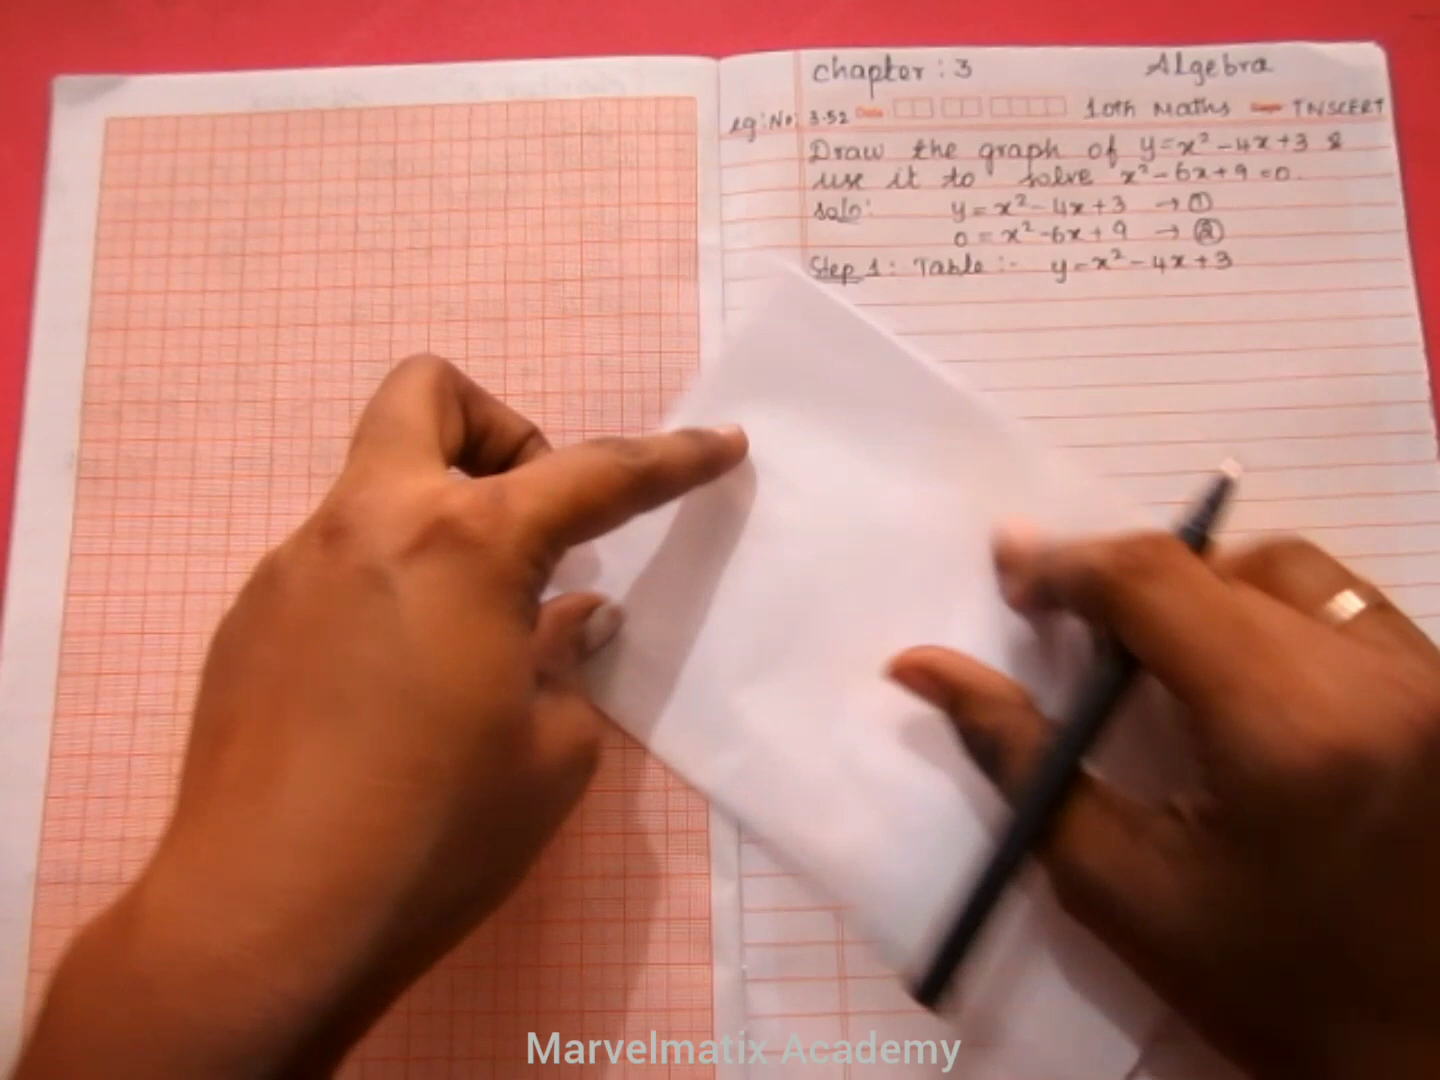 Chapter : 3 Algebra
eg: No: 3.52 Date 10th Maths - TNSCERT
Draw the graph of y=x²-4x+3 &
use it to solve x²-6x+9=0.
Soln: y=x²-4x+3 → ①
0=x²-6x+9 → ②
Step 1: Table :- y=x²-4x+3
Marvelmatix Academy